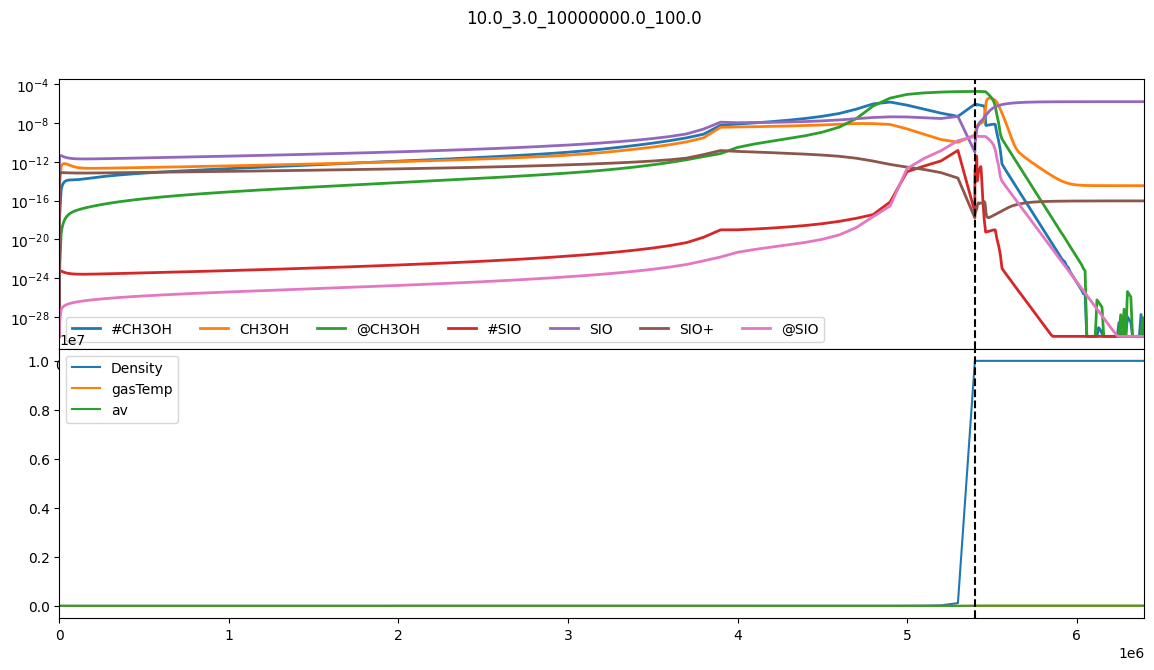 10.0_3.0_10000000.0_100.0
10⁻⁴
10⁻⁸
10⁻¹²
10⁻¹⁶
10⁻²⁰
10⁻²⁴
10⁻²⁸
#CH3OH CH3OH @CH3OH #SIO SIO SIO+ @SIO
1e7
1.0
0.8
0.6
0.4
0.2
0.0
Density
gasTemp
av
0 1 2 3 4 5 6
1e6